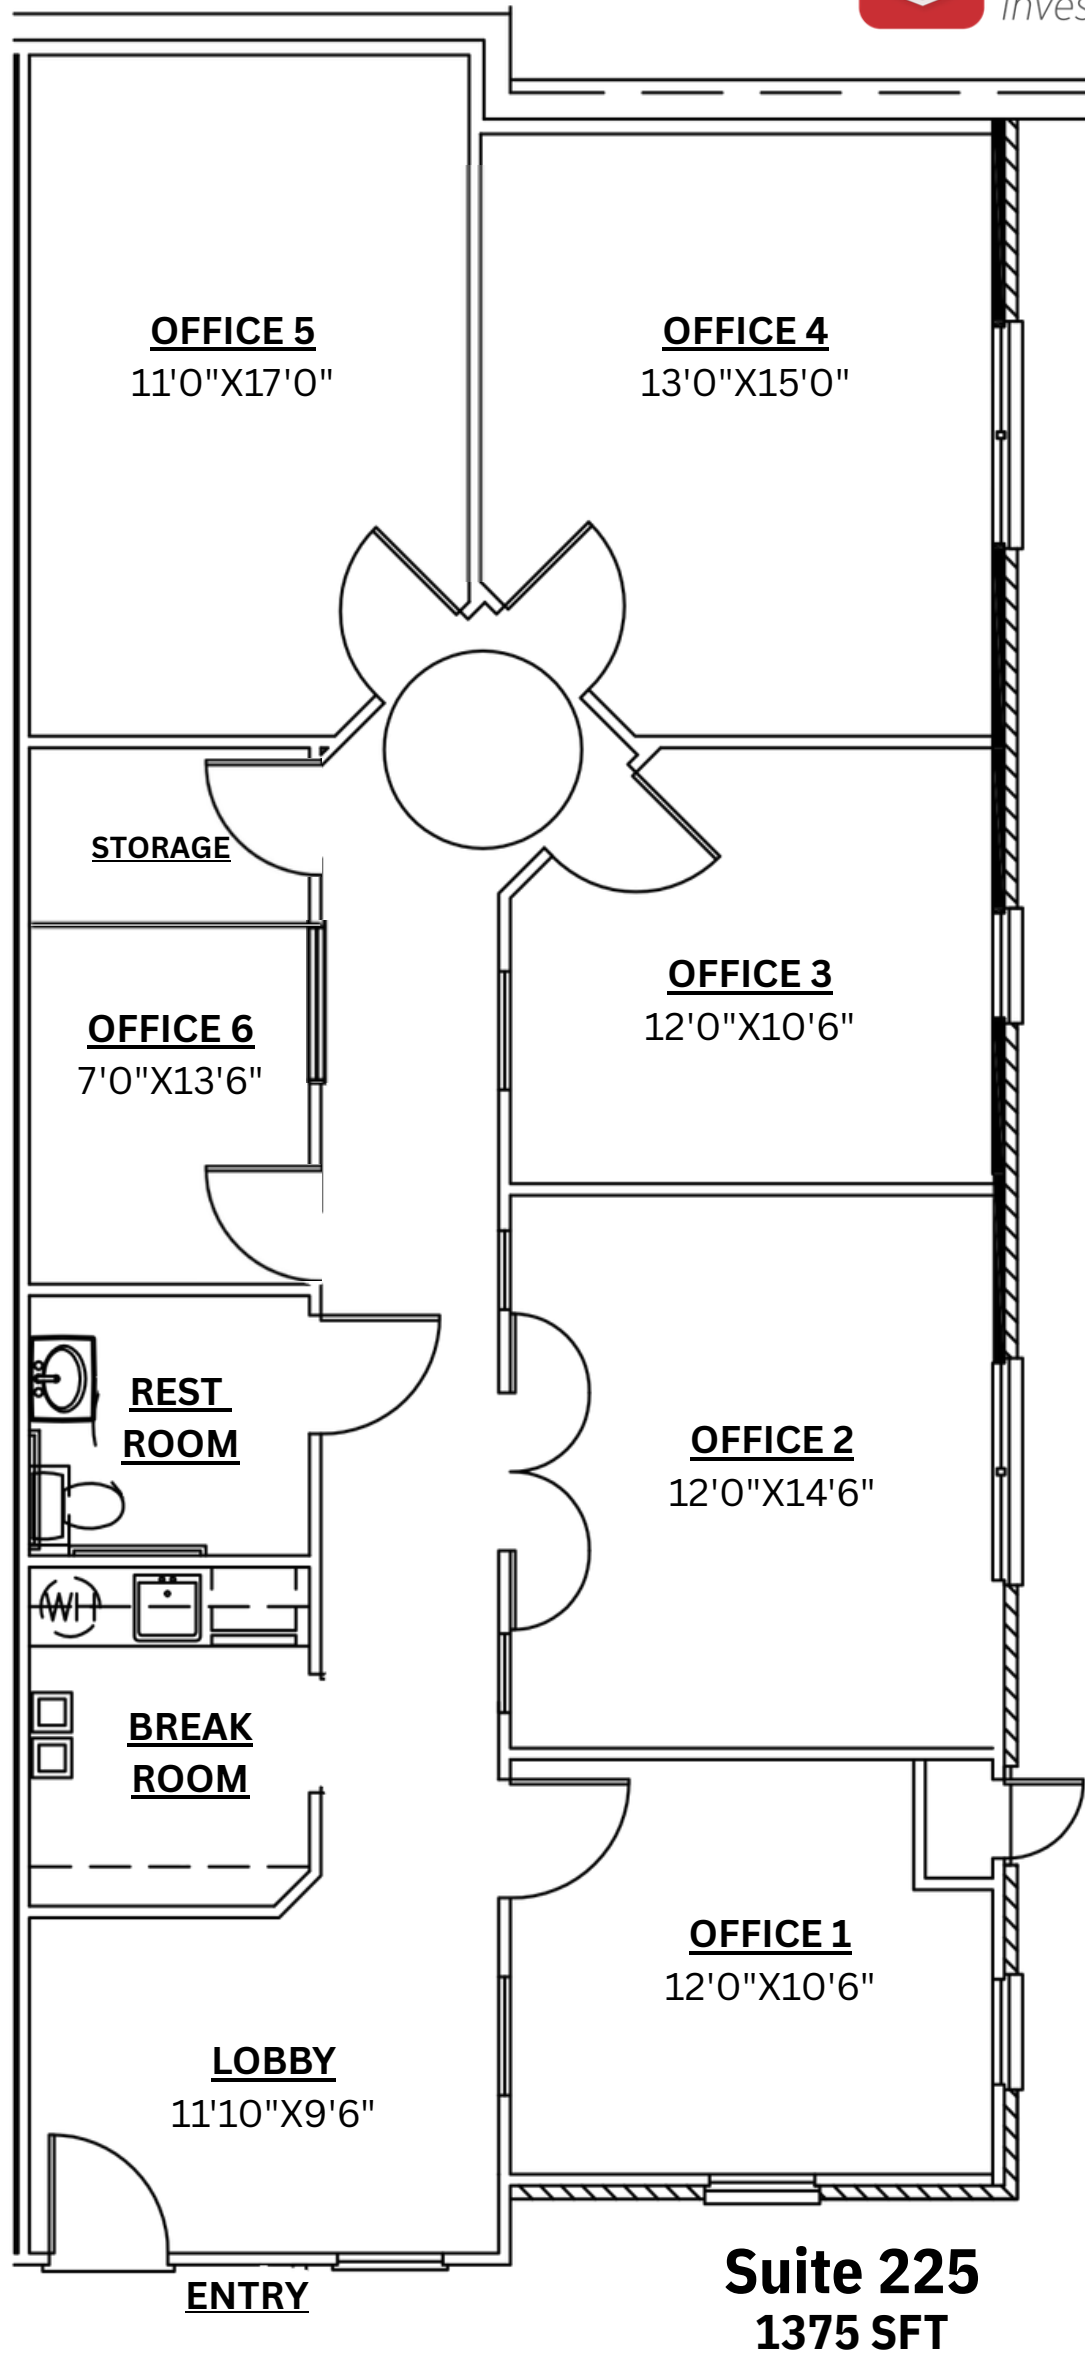 OFFICE 5
11'0"X17'0"
OFFICE 4
13'0"X15'0"
STORAGE
OFFICE 3
12'0"X10'6"
OFFICE 6
7'0"X13'6"
REST
ROOM
OFFICE 2
12'0"X14'6"
WH
BREAK
ROOM
OFFICE 1
12'0"X10'6"
LOBBY
11'10"X9'6"
ENTRY
Suite 225
1375 SFT